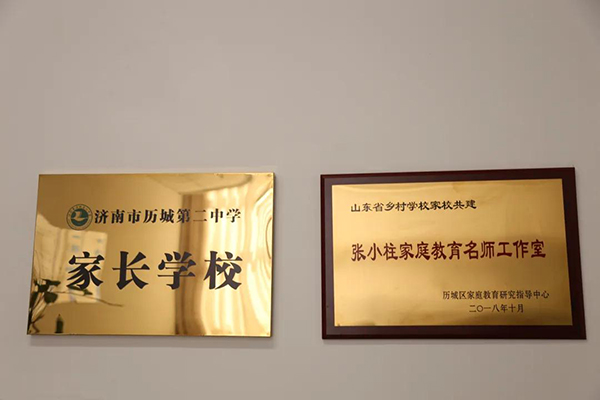 济南市历城第二中学
家长学校
山东省乡村学校家校共建
张小柱家庭教育名师工作室
历城区家庭教育研究指导中心
二〇一八年十月